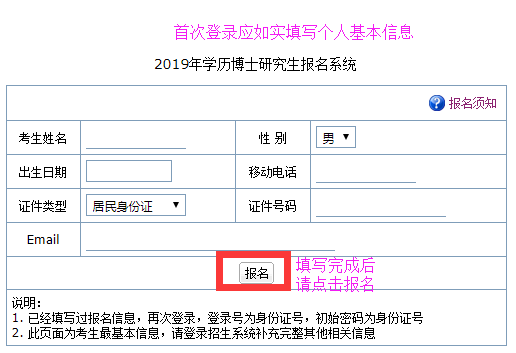 首次登录应如实填写个人基本信息
2019年学历博士研究生报名系统
报名须知
考生姓名 性 别 男
出生日期 移动电话
证件类型 居民身份证 证件号码
Email
报名 填写完成后
请点击报名
说明：
1. 已经填写过报名信息，再次登录，登录号为身份证号，初始密码为身份证号
2. 此页面为考生最基本信息，请登录招生系统补充完整其他相关信息